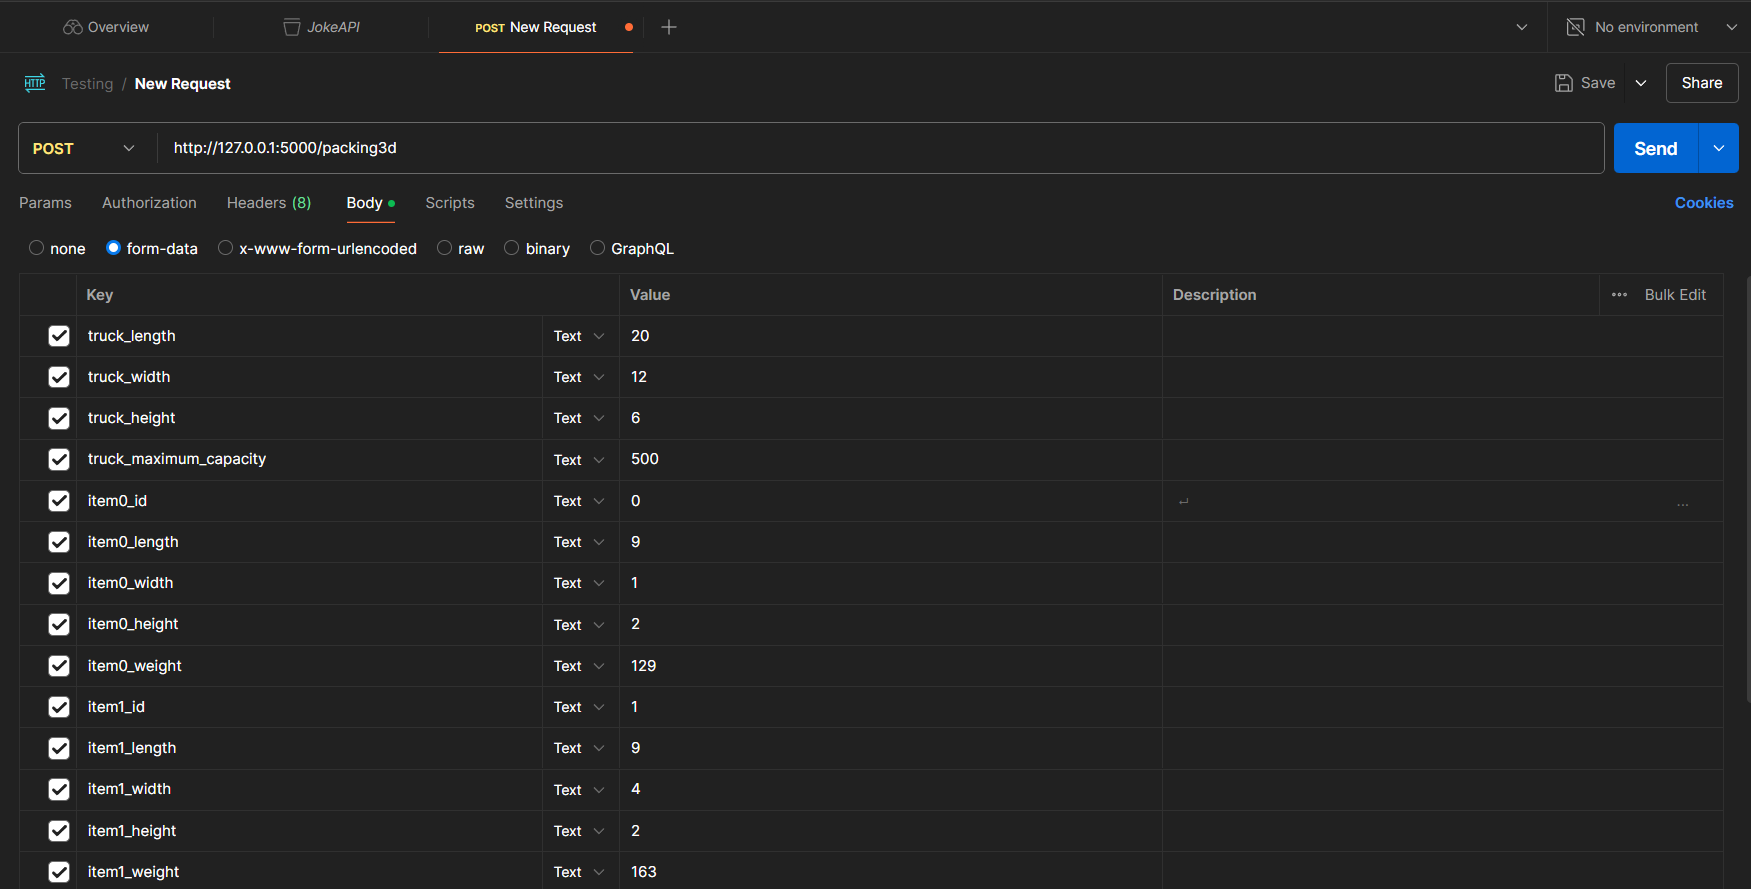 Overview JokeAPI POST New Request No environment
HTTP Testing / New Request Save Share
POST http://127.0.0.1:5000/packing3d Send
Params Authorization Headers (8) Body Scripts Settings Cookies
none form-data x-www-form-urlencoded raw binary GraphQL
Key Value Description ••• Bulk Edit
truck_length Text 20
truck_width Text 12
truck_height Text 6
truck_maximum_capacity Text 500
item0_id Text 0 ↵ ...
item0_length Text 9
item0_width Text 1
item0_height Text 2
item0_weight Text 129
item1_id Text 1
item1_length Text 9
item1_width Text 4
item1_height Text 2
item1_weight Text 163